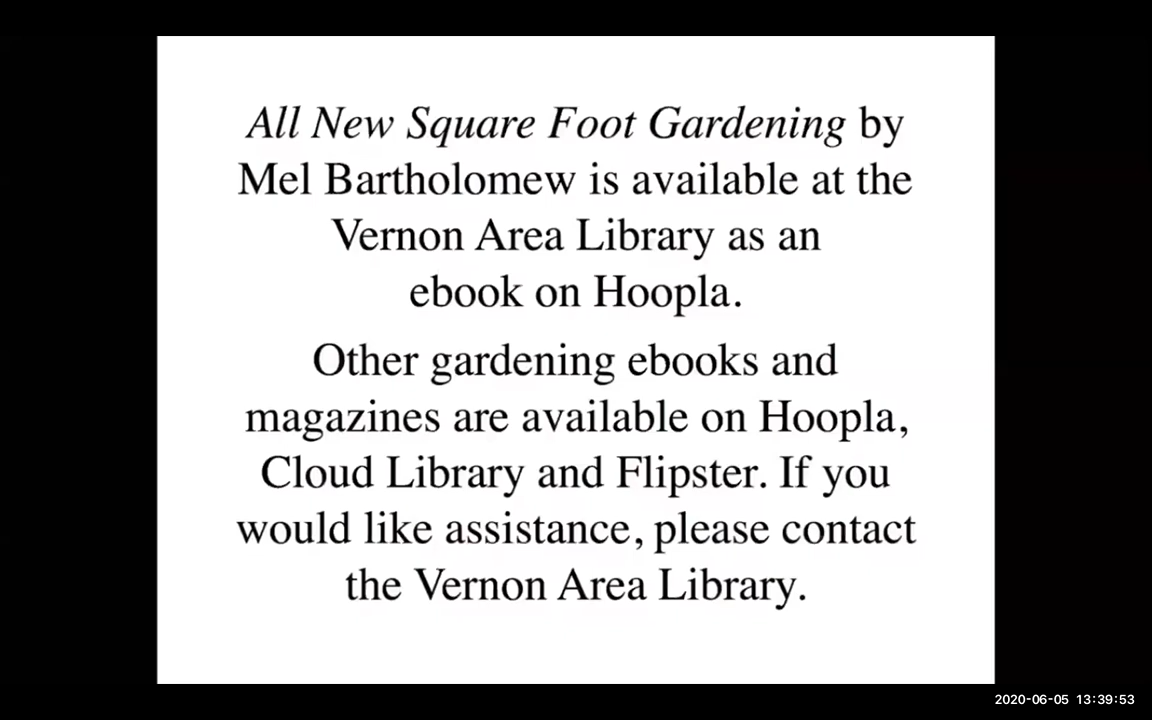 All New Square Foot Gardening by
Mel Bartholomew is available at the
Vernon Area Library as an
ebook on Hoopla.
Other gardening ebooks and
magazines are available on Hoopla,
Cloud Library and Flipster. If you
would like assistance, please contact
the Vernon Area Library.
2020-06-05 13:39:53